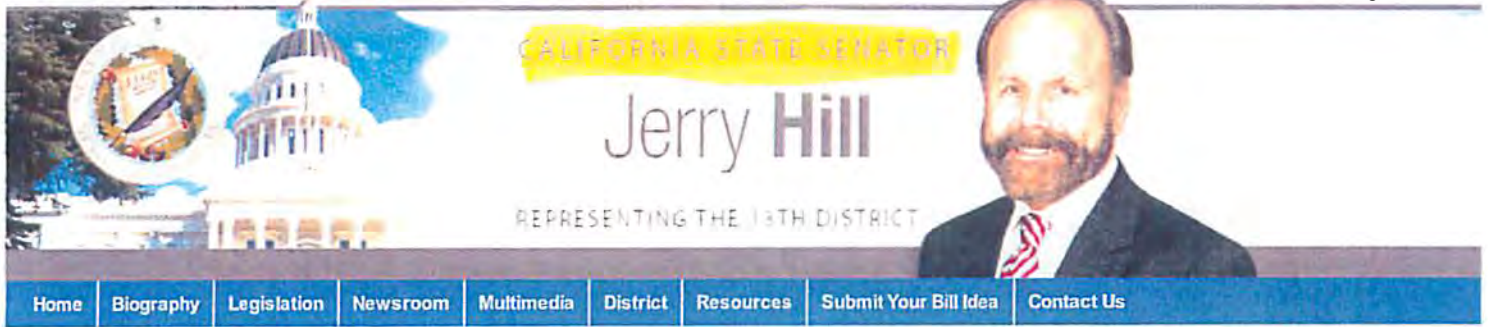 CALIFORNIA STATE SENATOR
Jerry Hill
REPRESENTING THE 13TH DISTRICT
Home Biography Legislation Newsroom Multimedia District Resources Submit Your Bill Idea Contact Us